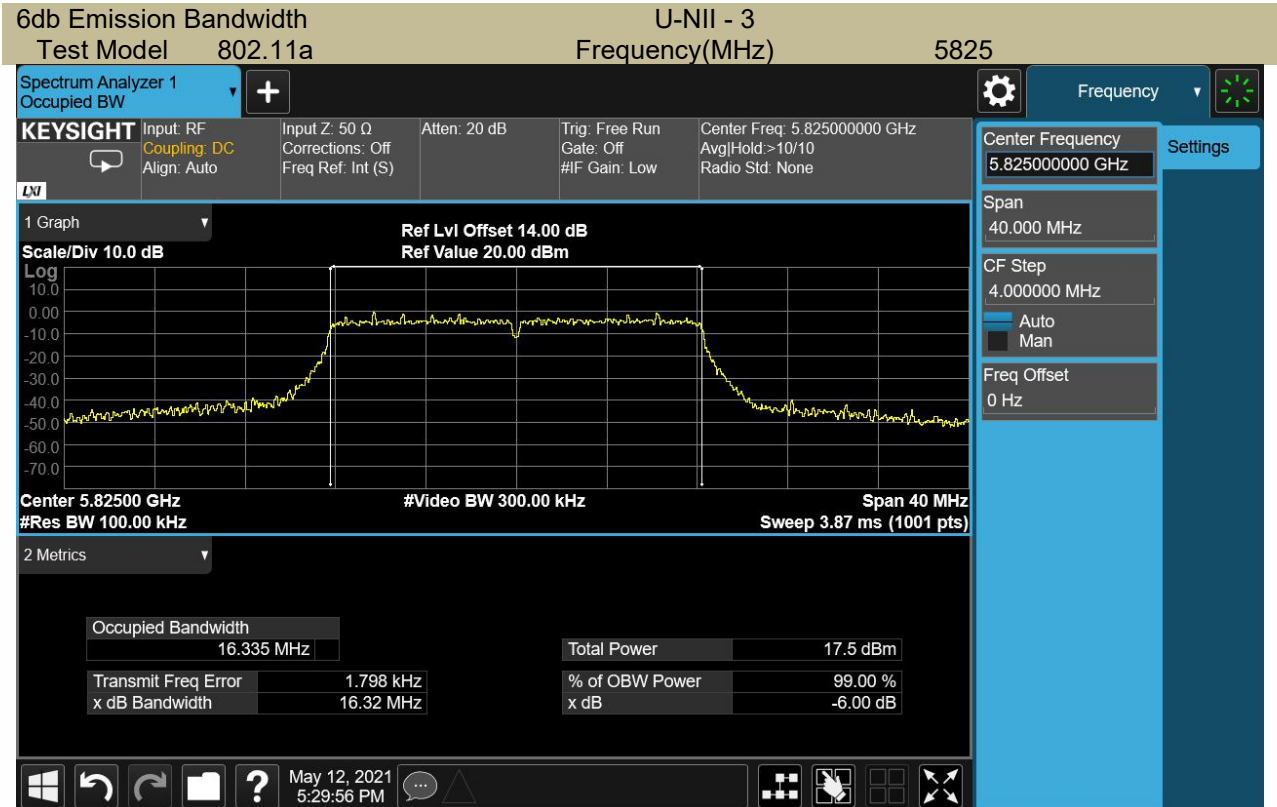 6db Emission Bandwidth U-NII - 3
Test Model 802.11a Frequency(MHz) 5825
Spectrum Analyzer 1
Occupied BW
+
Frequency
KEYSIGHT
LXI
Input: RF
Coupling: DC
Align: Auto
Input Z: 50 Ω
Corrections: Off
Freq Ref: Int (S)
Atten: 20 dB
Trig: Free Run
Gate: Off
#IF Gain: Low
Center Freq: 5.825000000 GHz
Avg|Hold:>10/10
Radio Std: None
Center Frequency
5.825000000 GHz
Settings
Span
40.000 MHz
CF Step
4.000000 MHz
Auto
Man
Freq Offset
0 Hz
1 Graph
Ref Lvl Offset 14.00 dB
Scale/Div 10.0 dB Ref Value 20.00 dBm
Log
10.0
0.00
-10.0
-20.0
-30.0
-40.0
-50.0
-60.0
-70.0
Center 5.82500 GHz #Video BW 300.00 kHz Span 40 MHz
#Res BW 100.00 kHz Sweep 3.87 ms (1001 pts)
2 Metrics
Occupied Bandwidth
16.335 MHz
Total Power 17.5 dBm
Transmit Freq Error 1.798 kHz % of OBW Power 99.00 %
x dB Bandwidth 16.32 MHz x dB -6.00 dB
?
May 12, 2021
5:29:56 PM